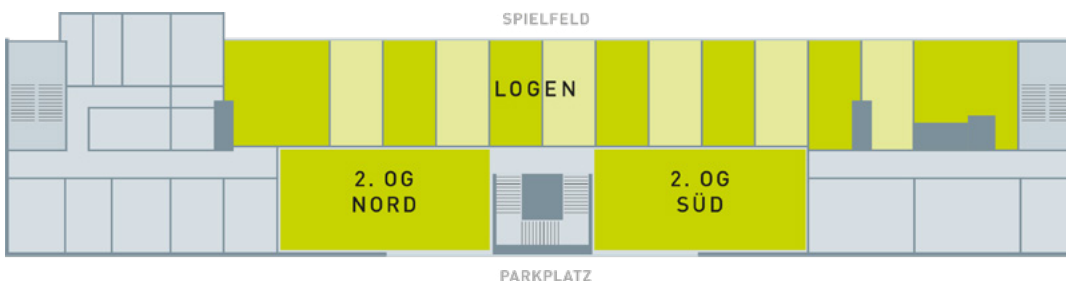 SPIELFELD
LOGEN
2. OG
NORD
2. OG
SÜD
PARKPLATZ